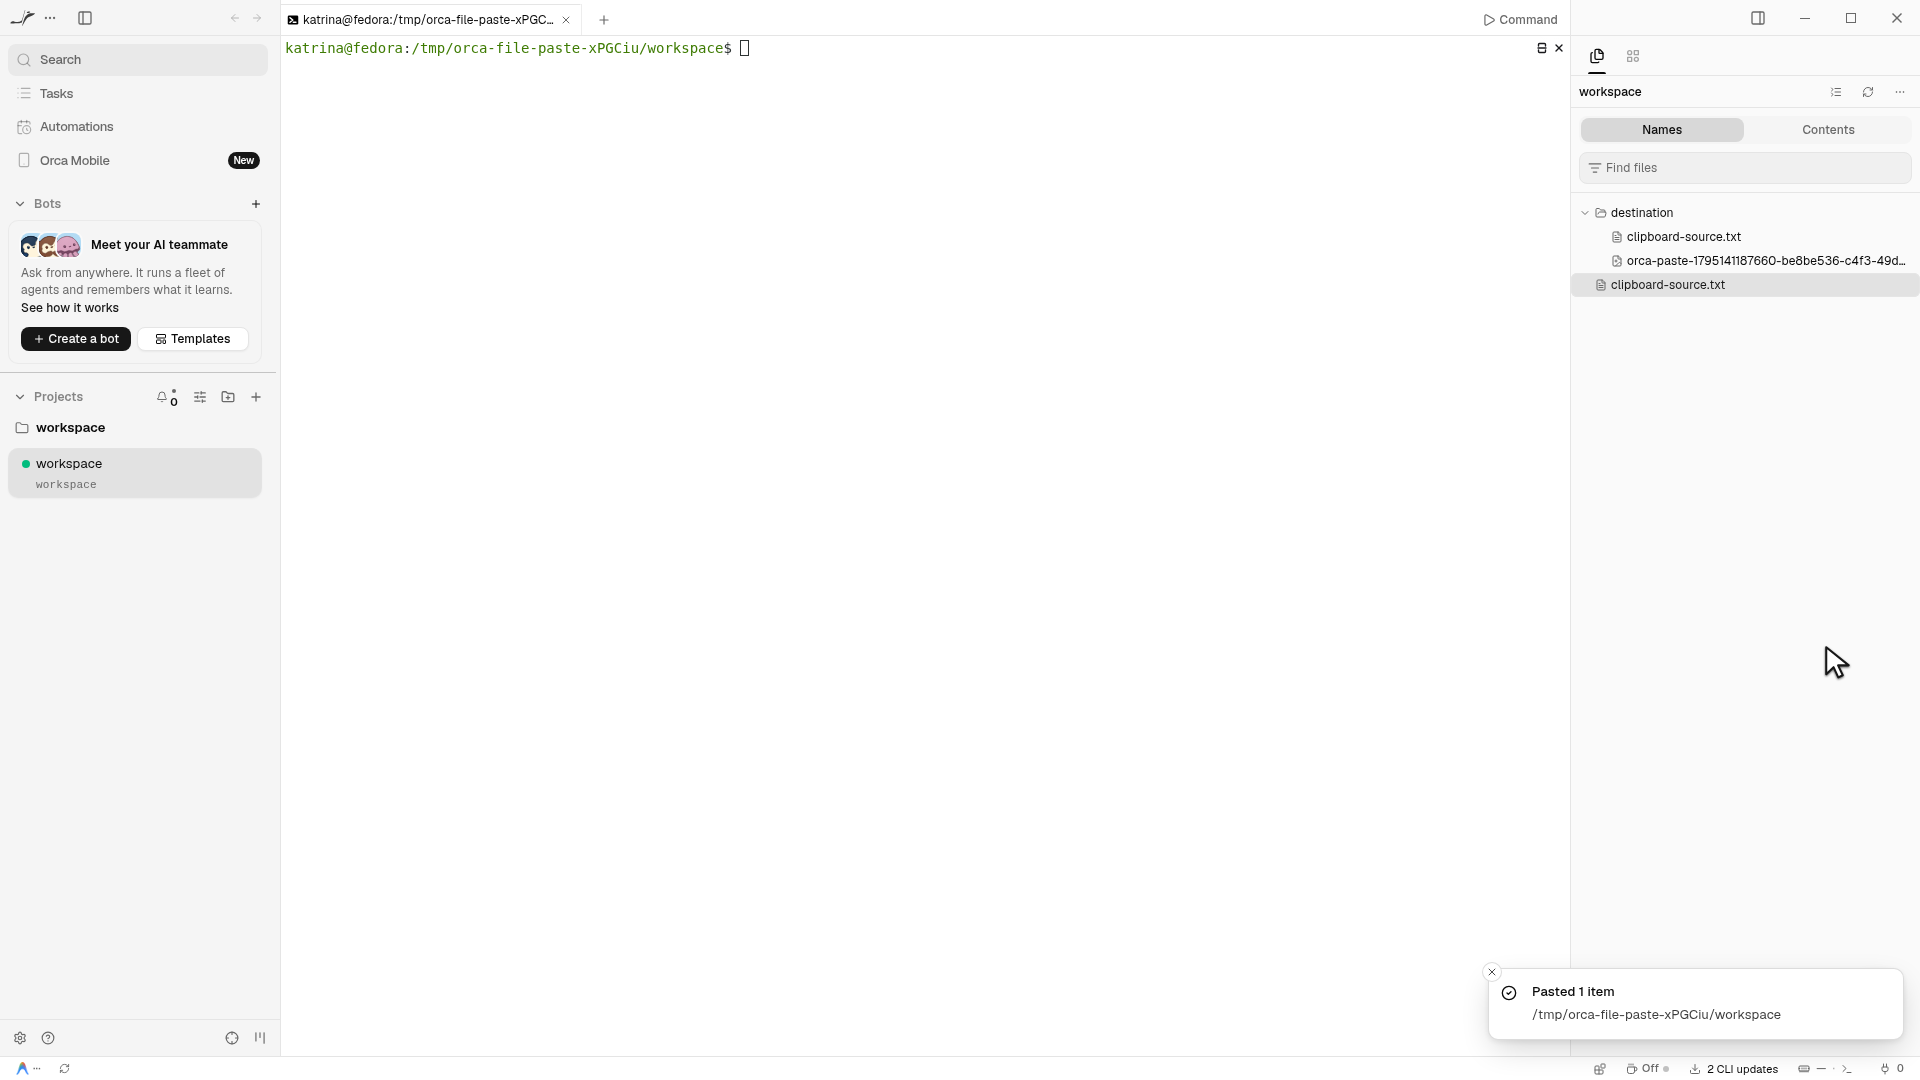 katrina@fedora:/tmp/orca-file-paste-xPGC...
Command
Search
Tasks
Automations
Orca Mobile
New
Bots
Meet your AI teammate
Ask from anywhere. It runs a fleet of
agents and remembers what it learns.
See how it works
Create a bot
Templates
Projects
0
workspace
workspace
workspace
katrina@fedora:/tmp/orca-file-paste-xPGCiu/workspace$
workspace
Names
Contents
Find files
destination
clipboard-source.txt
orca-paste-1795141187660-be8be536-c4f3-49d...
clipboard-source.txt
Pasted 1 item
/tmp/orca-file-paste-xPGCiu/workspace
Off
2 CLI updates
0